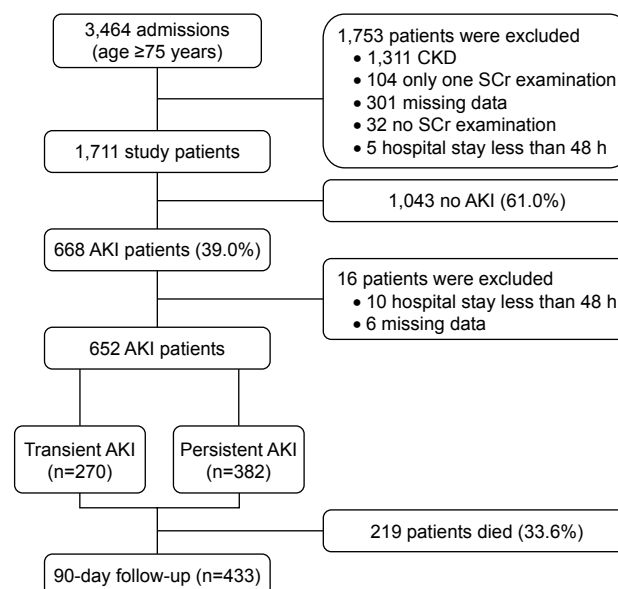 3,464 admissions
(age ≥75 years)
1,753 patients were excluded
• 1,311 CKD
• 104 only one SCr examination
• 301 missing data
• 32 no SCr examination
• 5 hospital stay less than 48 h
1,711 study patients
1,043 no AKI (61.0%)
668 AKI patients (39.0%)
16 patients were excluded
• 10 hospital stay less than 48 h
• 6 missing data
652 AKI patients
Transient AKI
(n=270)
Persistent AKI
(n=382)
219 patients died (33.6%)
90-day follow-up (n=433)